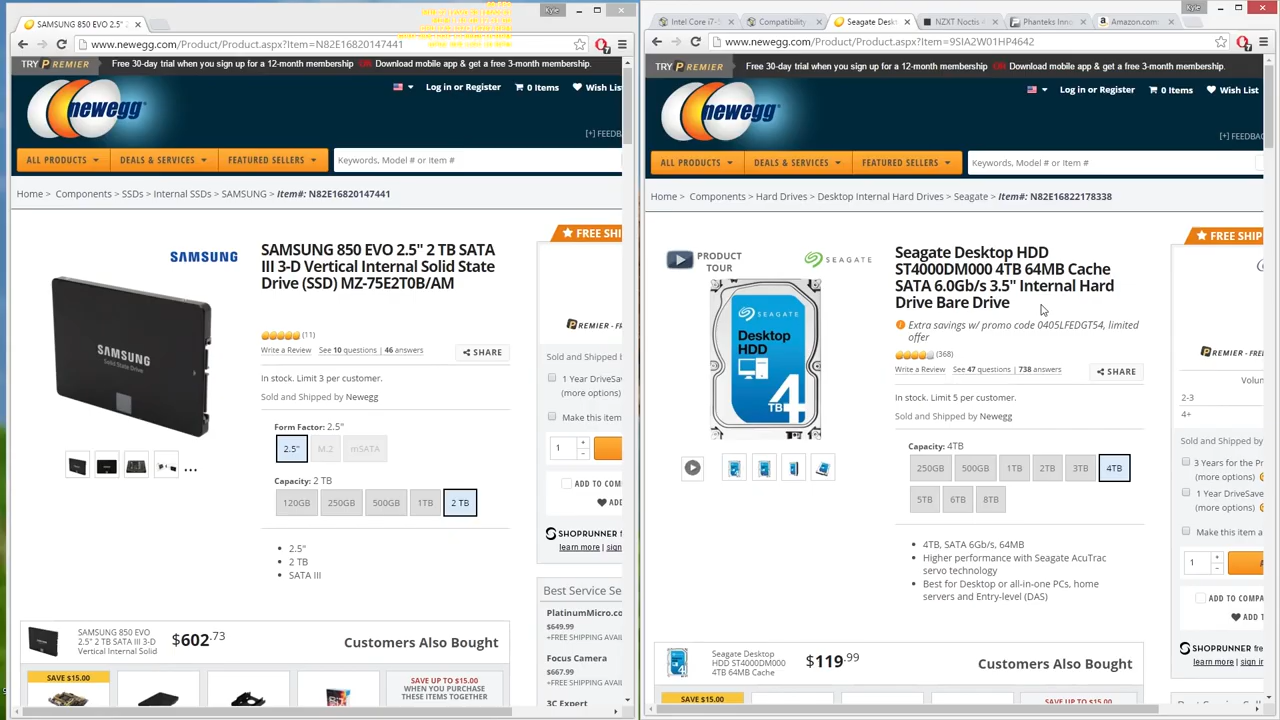 SAMSUNG 850 EVO 2.5" 2
Kyle
www.newegg.com/Product/Product.aspx?Item=N82E16820147441
TRY PREMIER
Free 30-day trial when you sign up for a 12-month membership
Download mobile app & get a free 3-month membership.
newegg
Log in or Register
0 Items
Wish List
[+] FEEDB
ALL PRODUCTS
DEALS & SERVICES
FEATURED SELLERS
Keywords, Model # or Item #
Home > Components > SSDs > Internal SSDs > SAMSUNG > Item#: N82E16820147441
FREE SHI
SAMSUNG
SAMSUNG 850 EVO 2.5" 2 TB SATA
III 3-D Vertical Internal Solid State
Drive (SSD) MZ-75E2T0B/AM
SAMSUNG
Solid State Drive
(11)
Write a Review
See 10 questions | 46 answers
SHARE
In stock. Limit 3 per customer.
Sold and Shipped by Newegg
Form Factor: 2.5"
2.5"
M.2
mSATA
Capacity: 2 TB
120GB
250GB
500GB
1TB
2 TB
2.5"
2 TB
SATA III
PREMIER - FR
Sold and Shipped b
1 Year DriveSav
(more options)
Make this item
1
ADD TO COM
ADD
SHOPRUNNER
learn more | sign
Best Service Se
PlatinumMicro.co
$649.99
+FREE SHIPPING AVAIL
Focus Camera
$667.99
+FREE SHIPPING AVAIL
3C Expert
SAMSUNG 850 EVO
2.5" 2 TB SATA III 3-D
Vertical Internal Solid
$602.73
Customers Also Bought
SAVE $15.00
SAVE UP TO $15.00
WHEN YOU PURCHASE
THESE ITEMS TOGETHER
Intel Core i7-5
Compatibility
Seagate Deskt
NZXT Noctis 4
Phanteks Inno
Amazon.com:
Kyle
www.newegg.com/Product/Product.aspx?Item=9SIA2W01HP4642
TRY PREMIER
Free 30-day trial when you sign up for a 12-month membership
Download mobile app & get a free 3-month membership.
newegg
Log in or Register
0 Items
Wish List
[+] FEEDBAC
ALL PRODUCTS
DEALS & SERVICES
FEATURED SELLERS
Keywords, Model # or Item #
Home > Components > Hard Drives > Desktop Internal Hard Drives > Seagate > Item#: N82E16822178338
FREE SHIP
PRODUCT
TOUR
SEAGATE
Seagate Desktop HDD
ST4000DM000 4TB 64MB Cache
SATA 6.0Gb/s 3.5" Internal Hard
Drive Bare Drive
SEAGATE
Desktop
HDD
4
TB
Extra savings w/ promo code 0405LFEDGT54, limited
offer
(368)
Write a Review
See 47 questions | 738 answers
SHARE
In stock. Limit 5 per customer.
Sold and Shipped by Newegg
Capacity: 4TB
250GB
500GB
1TB
2TB
3TB
4TB
5TB
6TB
8TB
4TB, SATA 6Gb/s, 64MB
Higher performance with Seagate AcuTrac
servo technology
Best for Desktop or all-in-one PCs, home
servers and Entry-level (DAS)
PREMIER - FREE
Volum
2-3
4+
Sold and Shipped by
3 Years for the Pr
(more options)
1 Year DriveSav
(more options)
Make this item a
1
ADD TO COMPA
ADD T
SHOPRUNNER fre
learn more | sign in
Seagate Desktop
HDD ST4000DM000
4TB 64MB Cache
$119.99
Customers Also Bought
SAVE $15.00
SAVE UP TO $15.00